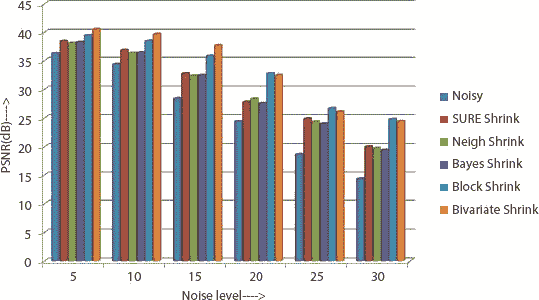 45
40
35
30
25
20
15
10
5
0
PSNR(dB)---->
5 10 15 20 25 30
Noise level---->
Noisy
SURE Shrink
Neigh Shrink
Bayes Shrink
Block Shrink
Bivariate Shrink